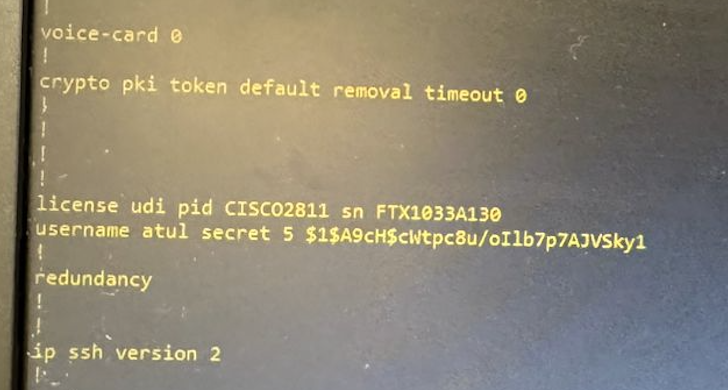 !
voice-card 0
!
crypto pki token default removal timeout 0
!
!
!
!
license udi pid CISCO2811 sn FTX1033A130
username atul secret 5 $1$A9cH$cWtpc8u/oIlb7p7AJVSky1
!
redundancy
!
!
ip ssh version 2
!